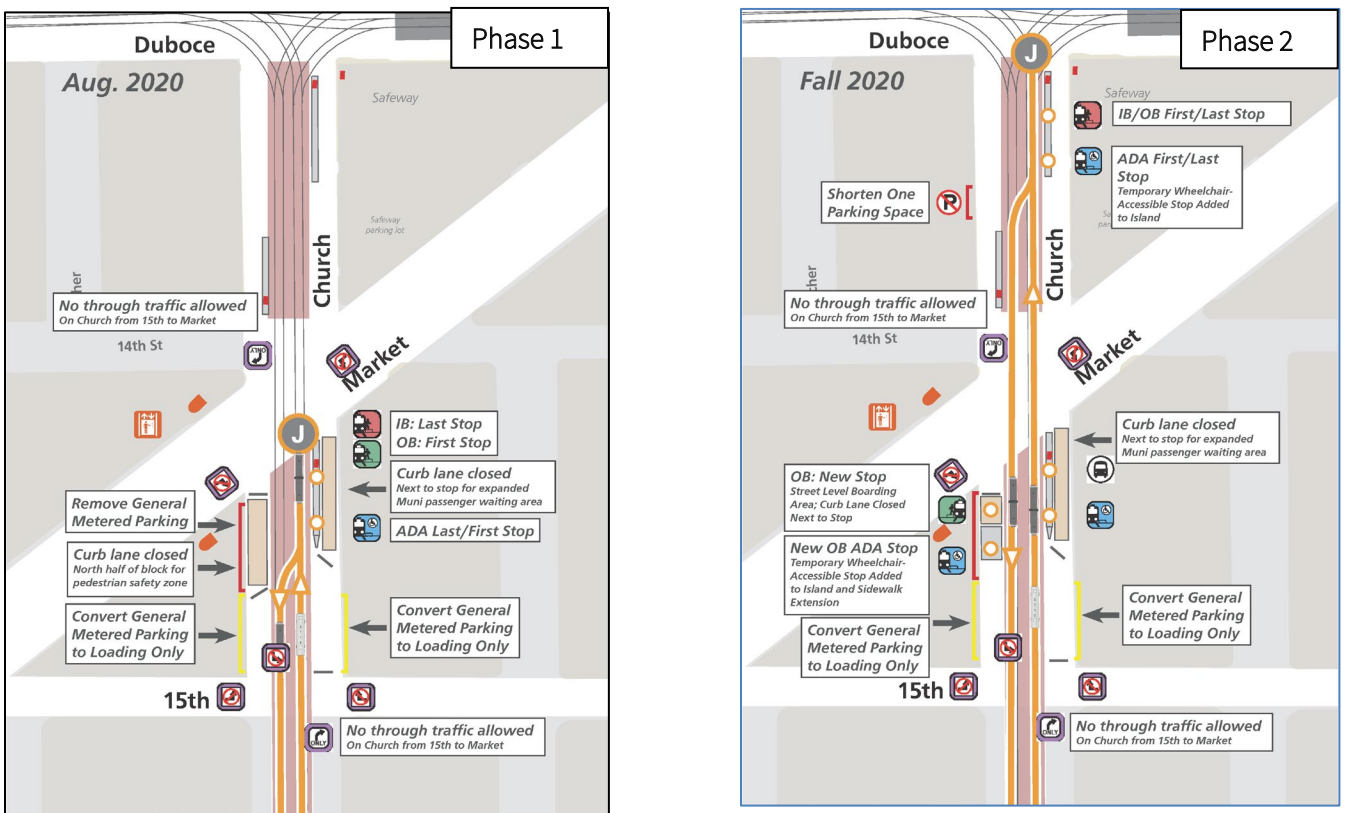 Phase 1
Duboce
Aug. 2020
Safeway
Safeway
parking lot
Church
No through traffic allowed
On Church from 15th to Market
14th St
ONLY
Market
J
IB: Last Stop
OB: First Stop
Curb lane closed
Next to stop for expanded
Muni passenger waiting area
ADA Last/First Stop
Remove General
Metered Parking
Curb lane closed
North half of block for
pedestrian safety zone
Convert General
Metered Parking
to Loading Only
Convert General
Metered Parking
to Loading Only
15th
ONLY
No through traffic allowed
On Church from 15th to Market
Phase 2
Duboce
J
Fall 2020
Safeway
IB/OB First/Last Stop
ADA First/Last
Stop
Temporary Wheelchair-
Accessible Stop Added
to Island
Shorten One
Parking Space
P
Church
No through traffic allowed
On Church from 15th to Market
14th St
ONLY
Market
Curb lane closed
Next to stop for expanded
Muni passenger waiting area
OB: New Stop
Street Level Boarding
Area; Curb Lane Closed
Next to Stop
New OB ADA Stop
Temporary Wheelchair-
Accessible Stop Added
to Island and Sidewalk
Extension
Convert General
Metered Parking
to Loading Only
Convert General
Metered Parking
to Loading Only
15th
ONLY
No through traffic allowed
On Church from 15th to Market